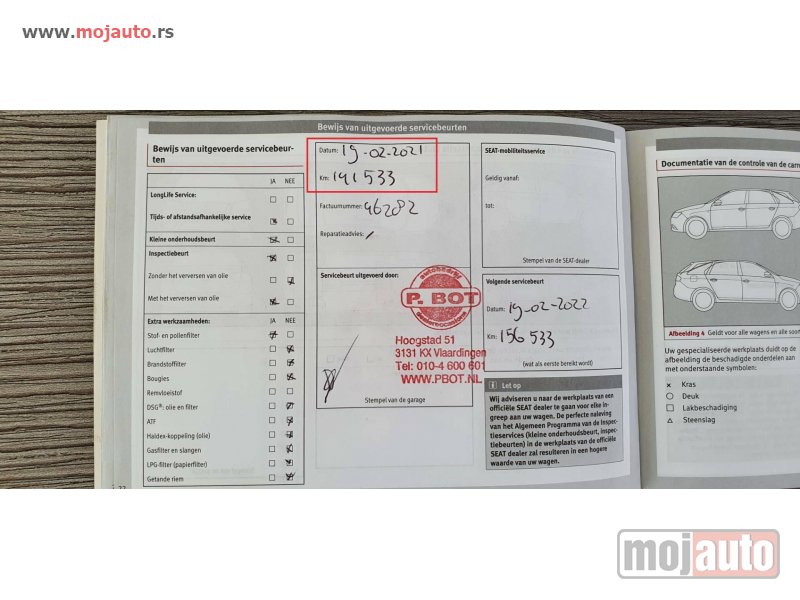 www.mojauto.rs
Bewijs van uitgevoerde servicebeurten
Bewijs van uitgevoerde servicebeur-
ten
JA NEE
LongLife Service:
Tijds- of afstandsafhankelijke service
Kleine onderhoudsbeurt
Inspectiebeurt
Zonder het verversen van olie
Met het verversen van olie
Extra werkzaamheden: JA NEE
Stof- en pollenfilter
Luchtfilter
Brandstoffilter
Bougies
Remvloeistof
DSG®: olie en filter
ATF
Haldex-koppeling (olie)
Gasfilter en slangen
LPG-filter (papierfilter)
Getande riem
Datum: 19-02-2021
Km: 141533
Factuurnummer: 46282
Reparatieadvies: /
Servicebeurt uitgevoerd door:
autobedrijf
P. BOT
Hoogstad 51
3131 KX Vlaardingen
Tel: 010-4 600 601
WWW.PBOT.NL
Stempel van de garage
SEAT-mobiliteitsservice
Geldig vanaf:
tot:
Stempel van de SEAT-dealer
Volgende servicebeurt
Datum: 19-02-2022
Km: 156533
(wat als eerste bereikt wordt)
i Let op
Wij adviseren u naar de werkplaats van een
officiële SEAT dealer te gaan voor elke in-
greep aan uw wagen. De perfecte naleving
van het Algemeen Programma van de Inspec-
tieservices (kleine onderhoudsbeurt, inspec-
tiebeurten) in de werkplaats van de officiële
SEAT dealer zal resulteren in een hogere
waarde van uw wagen.
Documentatie van de controle van de carr
Afbeelding 4 Geldt voor alle wagens en alle soor
Uw gespecialiseerde werkplaats duidt op de
afbeelding de beschadigde onderdelen aan
met onderstaande symbolen:
× Kras
○ Deuk
□ Lakbeschadiging
△ Steenslag
mojauto